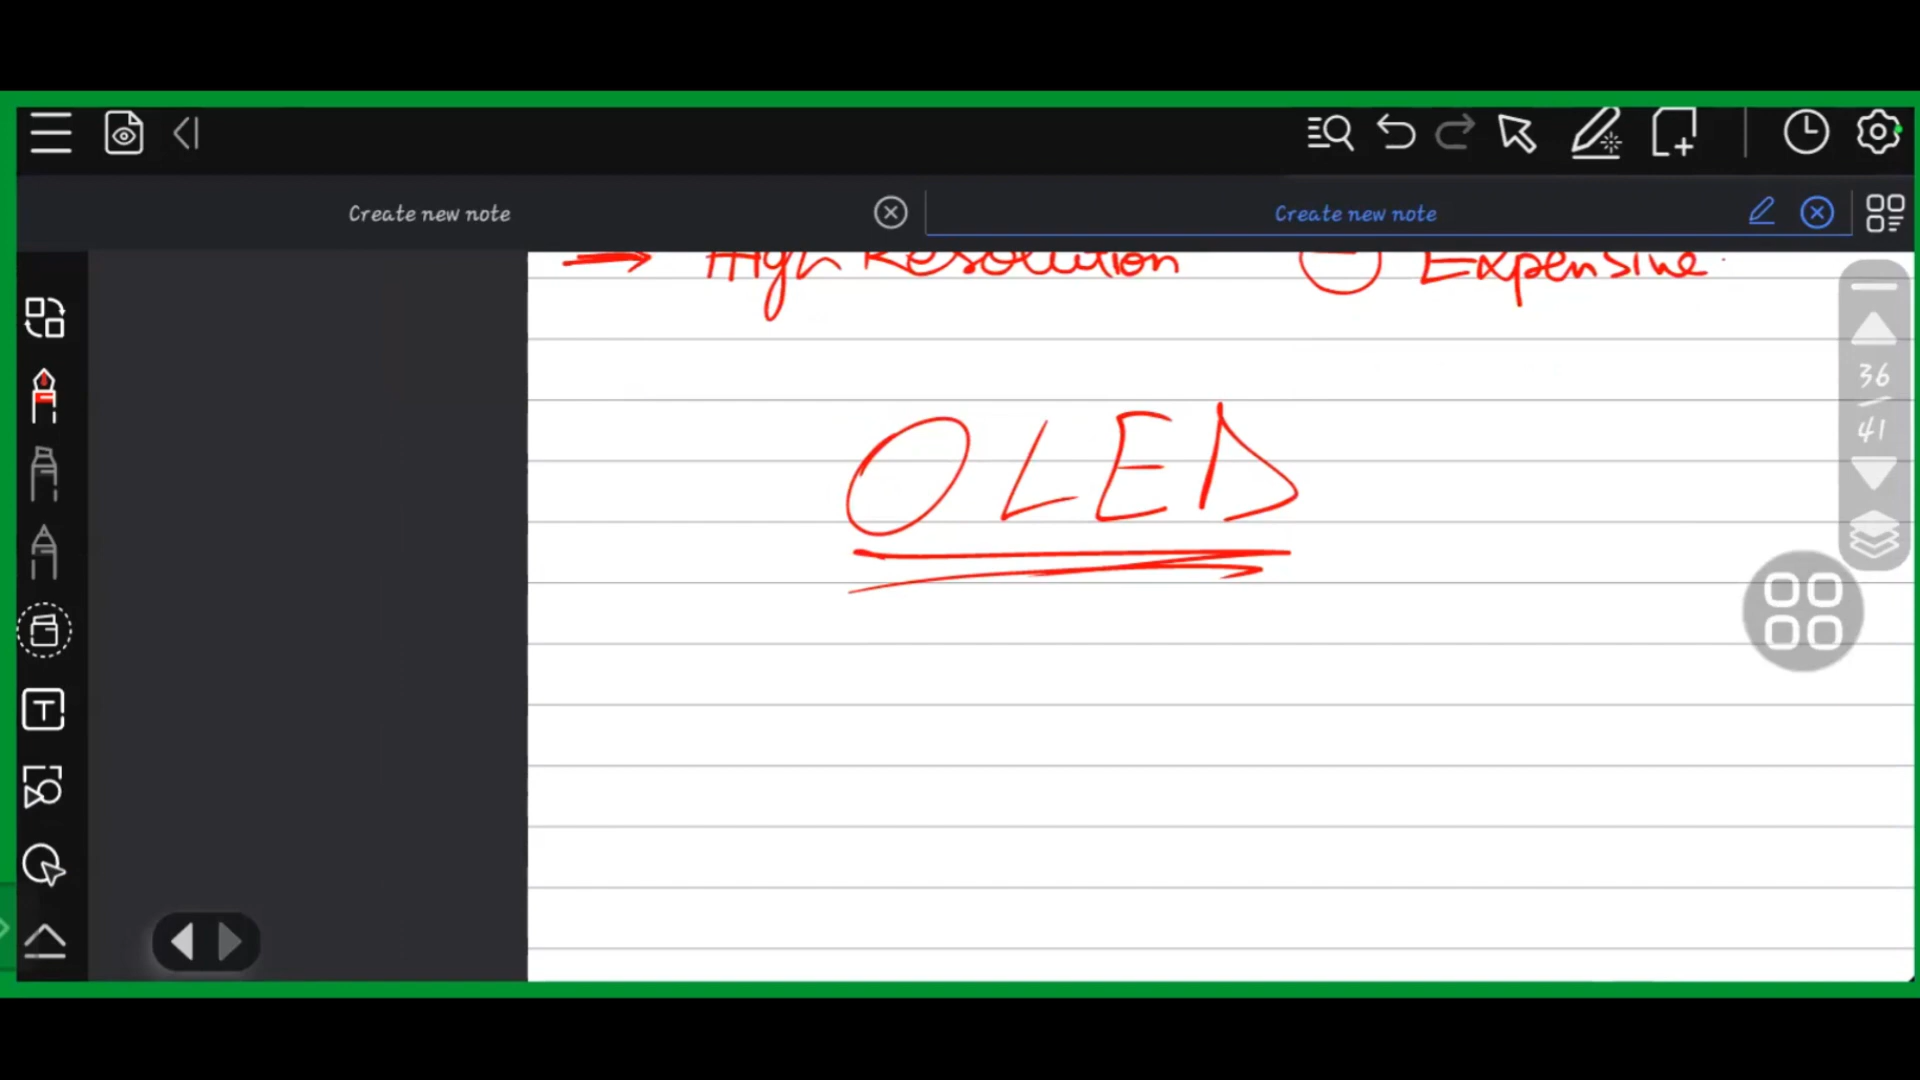 Create new note Create new note
→ High Resolution - Expensive
36
41
OLED
T